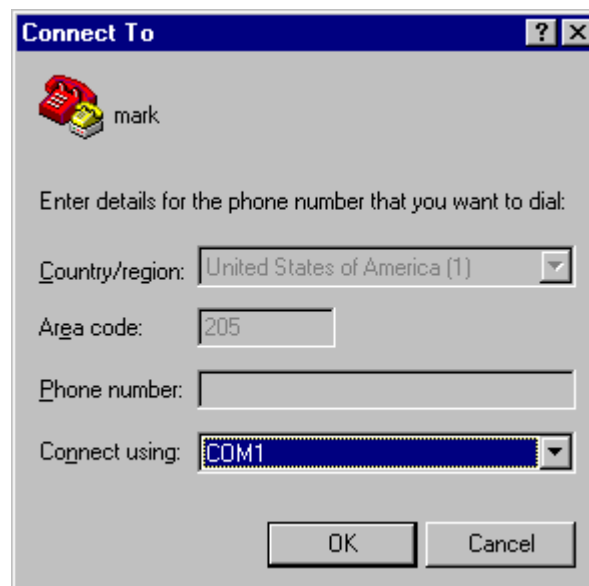 Connect To
mark
Enter details for the phone number that you want to dial:
Country/region: United States of America (1)
Area code: 205
Phone number:
Connect using: COM1
OK Cancel